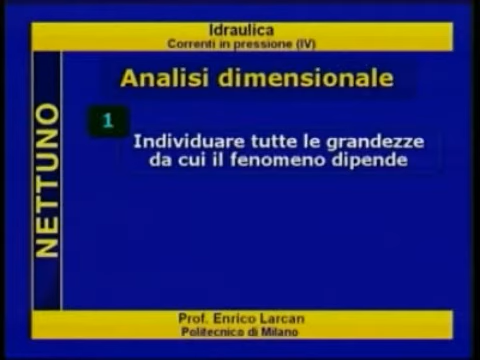 Idraulica
Correnti in pressione (IV)
Analisi dimensionale
1
Individuare tutte le grandezze
da cui il fenomeno dipende
NETTUNO
Prof. Enrico Larcan
Politecnico di Milano